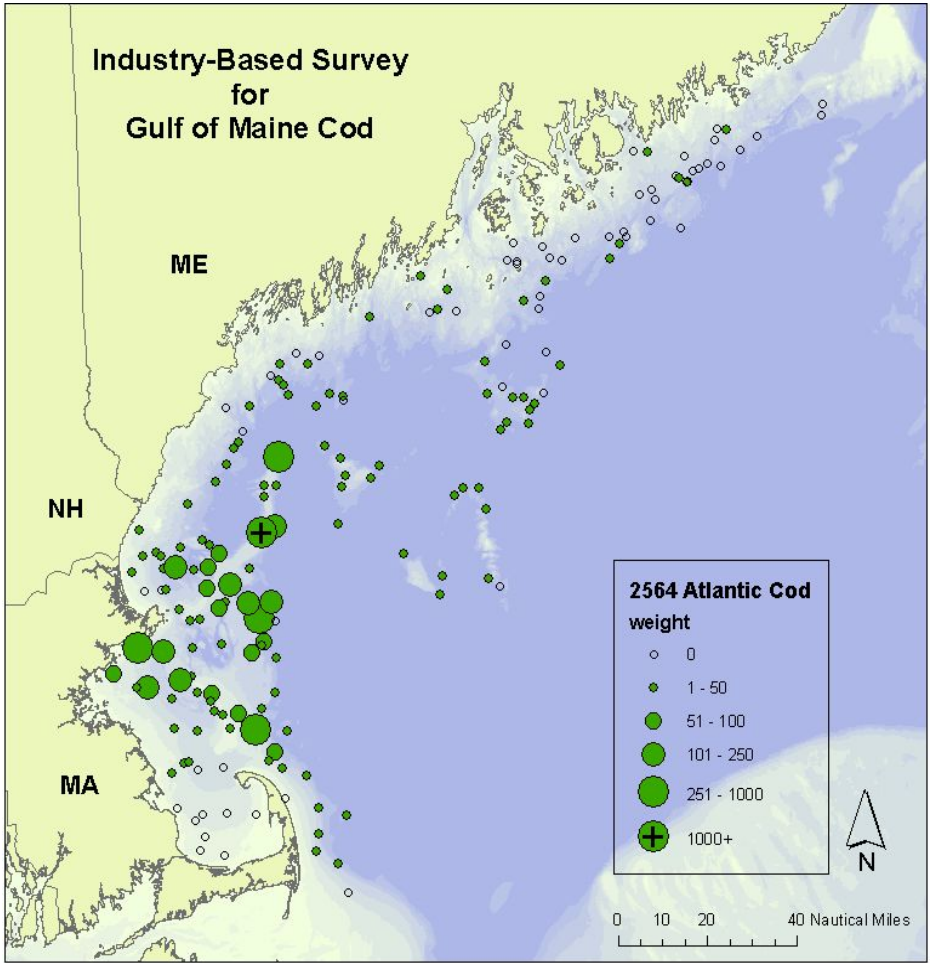 Industry-Based Survey
for
Gulf of Maine Cod
ME
NH
MA
2564 Atlantic Cod
weight
0
1 - 50
51 - 100
101 - 250
251 - 1000
1000+
N
0 10 20 40 Nautical Miles